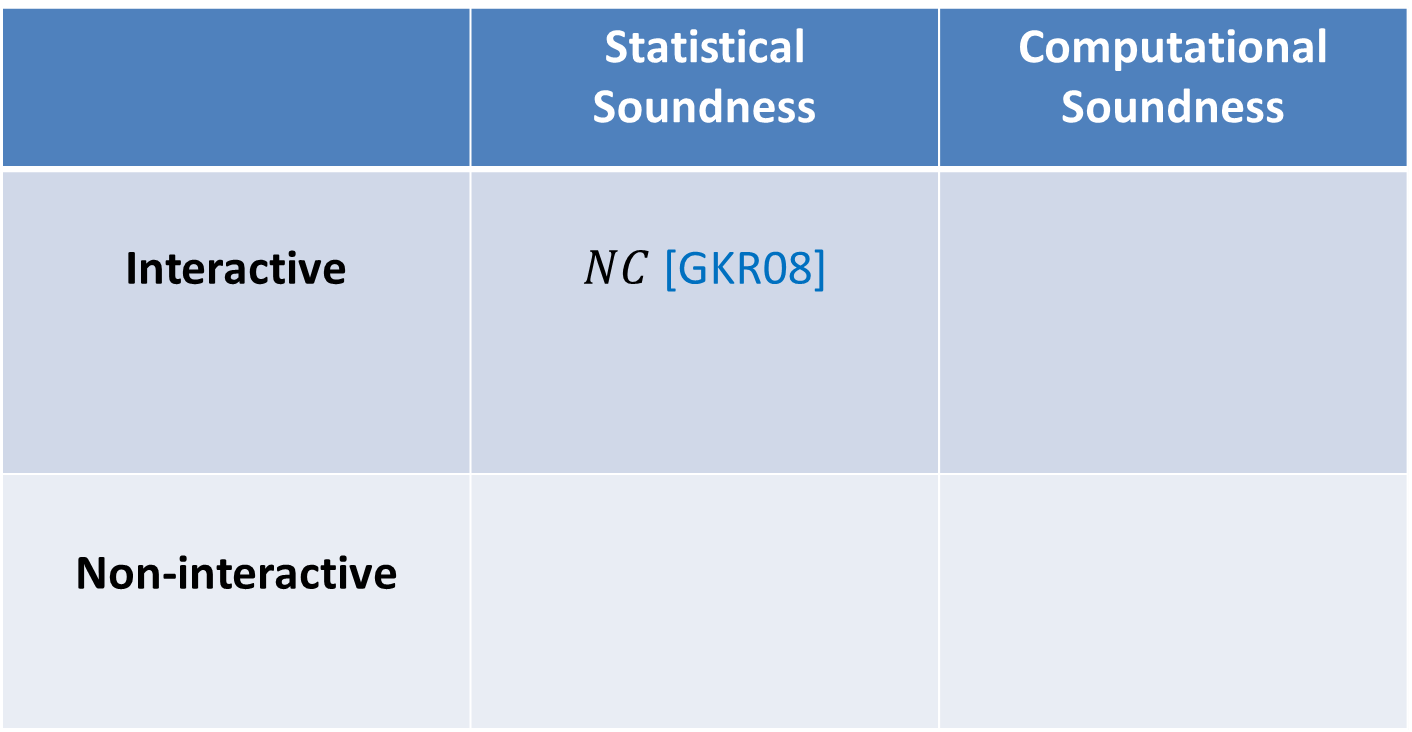 Statistical
Soundness
Computational
Soundness
Interactive
NC [GKR08]
Non-interactive